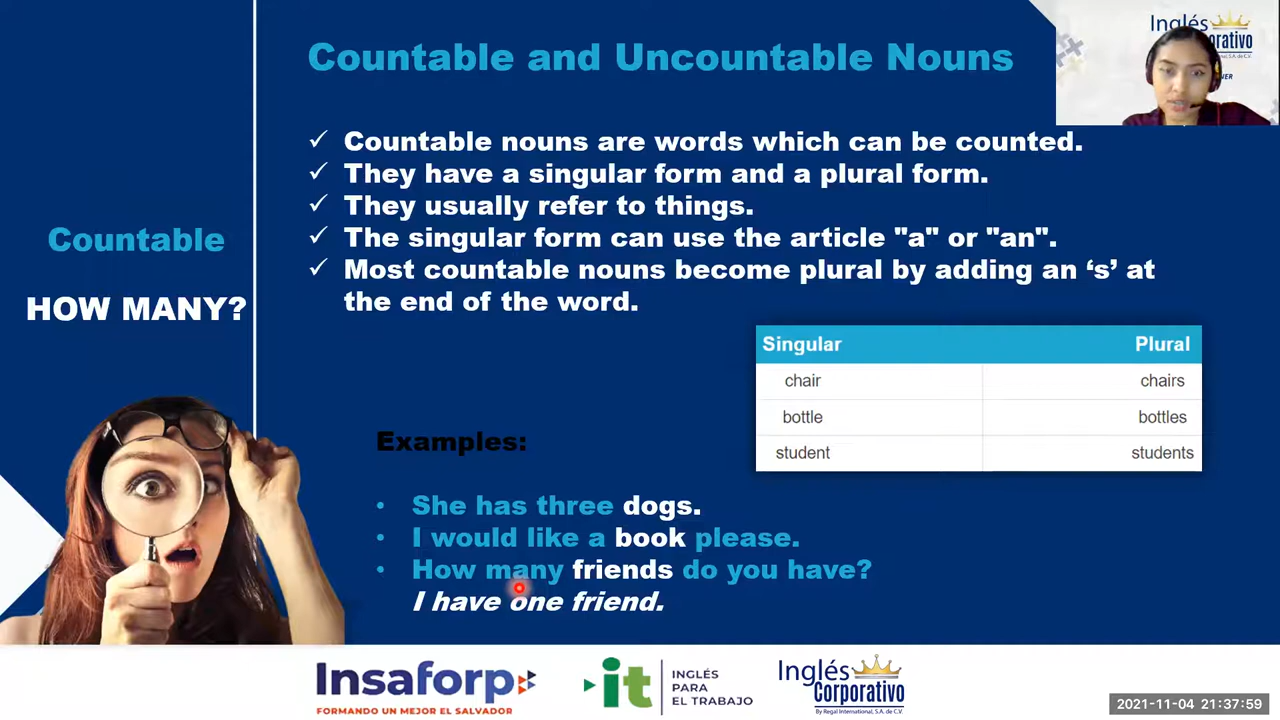 Countable and Uncountable Nouns
Inglés
orativo
Countable nouns are words which can be counted.
They have a singular form and a plural form.
They usually refer to things.
The singular form can use the article "a" or "an".
Most countable nouns become plural by adding an ‘s’ at
the end of the word.
Countable
HOW MANY?
Singular Plural
chair chairs
bottle bottles
student students
Examples:
She has three dogs.
I would like a book please.
How many friends do you have?
I have one friend.
Insaforp
FORMANDO UN MEJOR EL SALVADOR
it
INGLÉS
PARA
EL TRABAJO
Inglés
Corporativo
By Regal International, S.A. de C.V.
2021-11-04 21:37:59